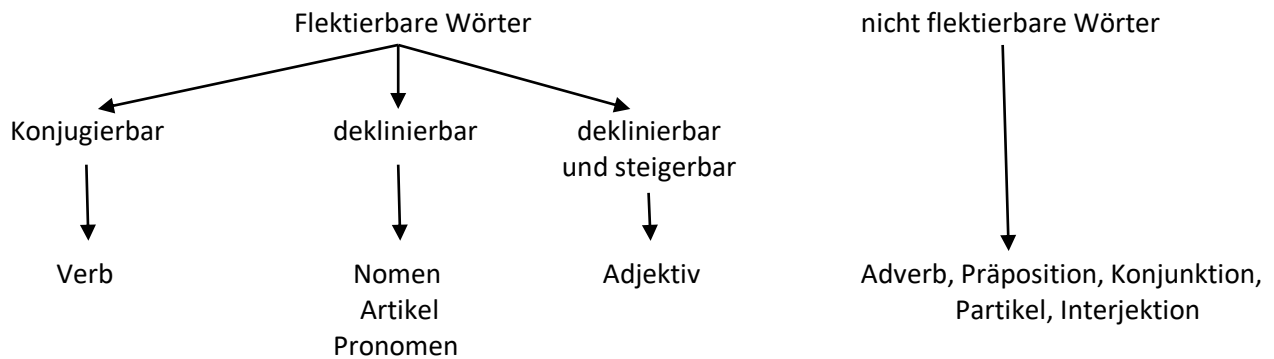 Flektierbare Wörter
nicht flektierbare Wörter
Konjugierbar
deklinierbar
deklinierbar
und steigerbar
Verb
Nomen
Artikel
Pronomen
Adjektiv
Adverb, Präposition, Konjunktion,
Partikel, Interjektion